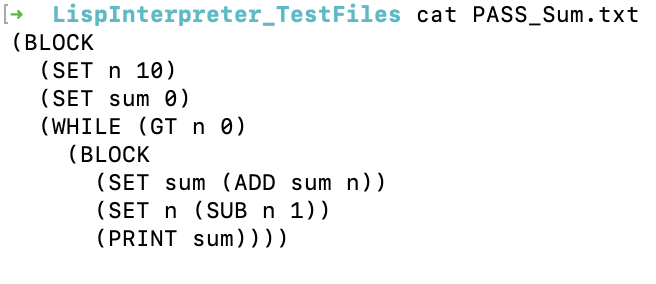 [➜  LispInterpreter_TestFiles cat PASS_Sum.txt
(BLOCK
  (SET n 10)
  (SET sum 0)
  (WHILE (GT n 0)
    (BLOCK
      (SET sum (ADD sum n))
      (SET n (SUB n 1))
      (PRINT sum))))